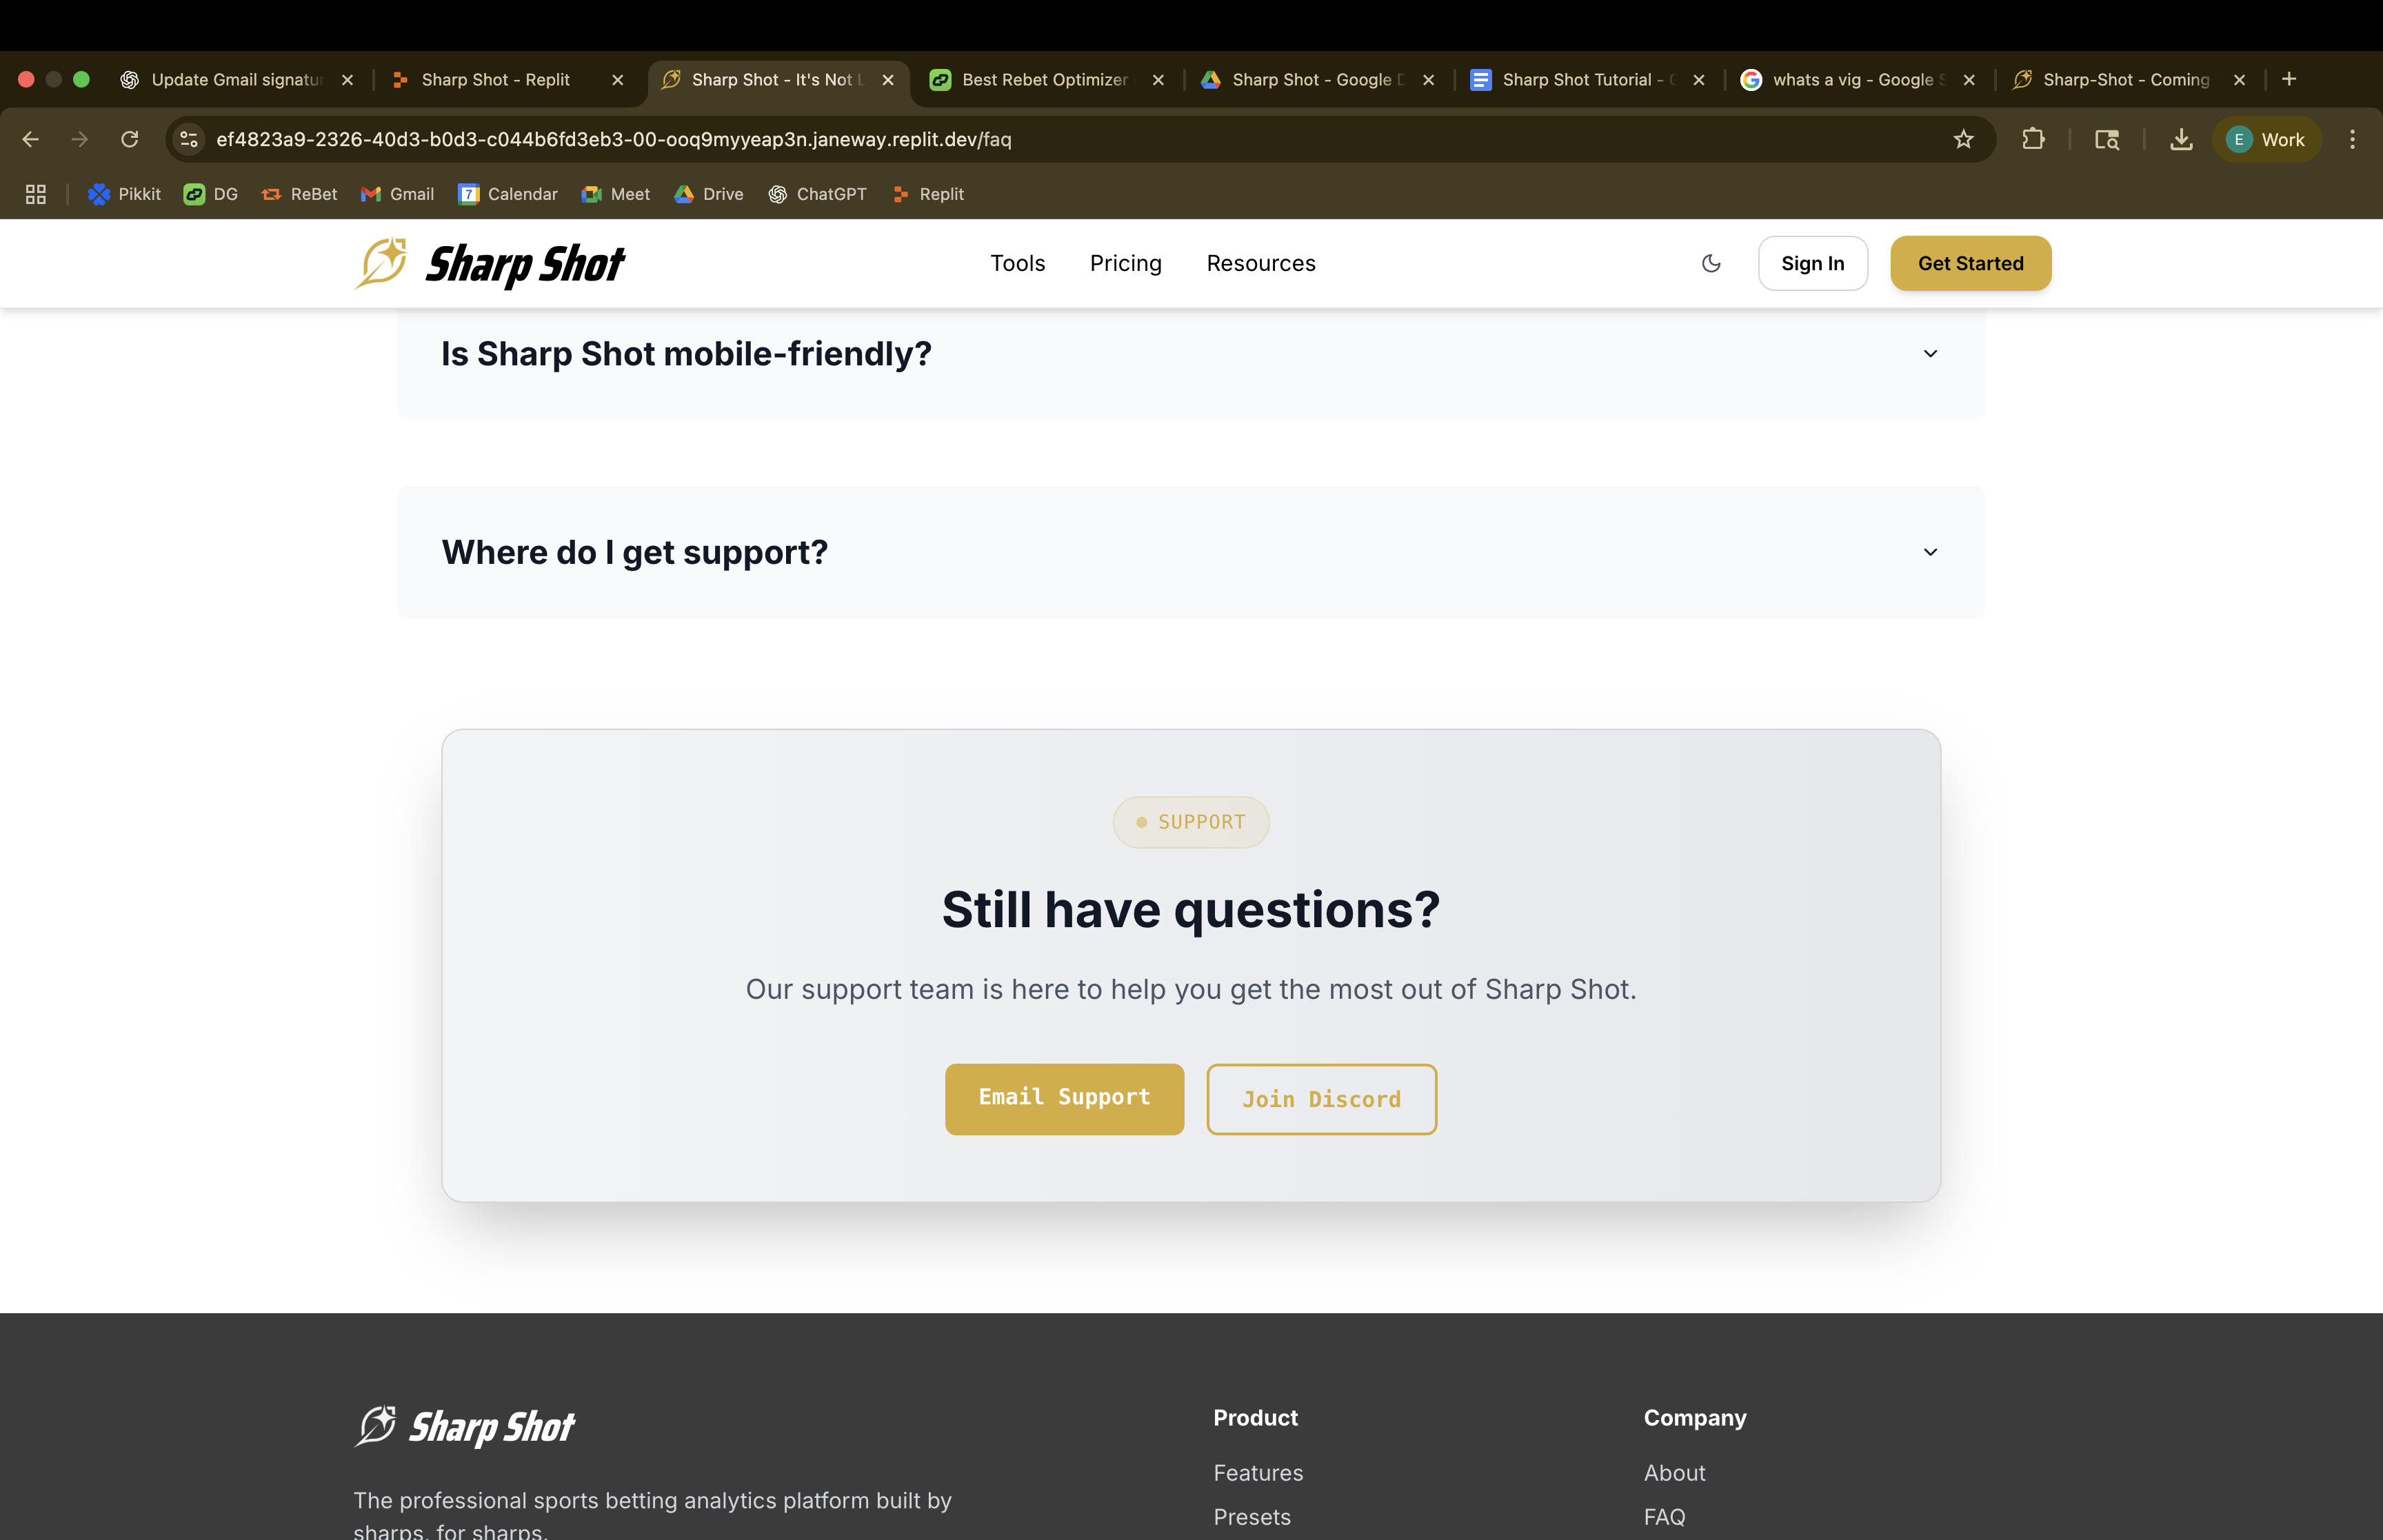 Update Gmail signatur
Sharp Shot - Replit
Sharp Shot - It's Not L
Best Rebet Optimizer
Sharp Shot - Google D
Sharp Shot Tutorial - G
whats a vig - Google S
Sharp-Shot - Coming
ef4823a9-2326-40d3-b0d3-c044b6fd3eb3-00-ooq9myyeap3n.janeway.replit.dev/faq
E Work
Pikkit
DG
ReBet
7
Gmail
Calendar
Meet
Drive
ChatGPT
Replit
Sharp Shot
Tools
Pricing
Resources
Sign In
Get Started
Is Sharp Shot mobile-friendly?
Where do I get support?
SUPPORT
Still have questions?
Our support team is here to help you get the most out of Sharp Shot.
Email Support
Join Discord
Sharp Shot
The professional sports betting analytics platform built by
sharps, for sharps.
Product
Features
Presets
Company
About
FAQ